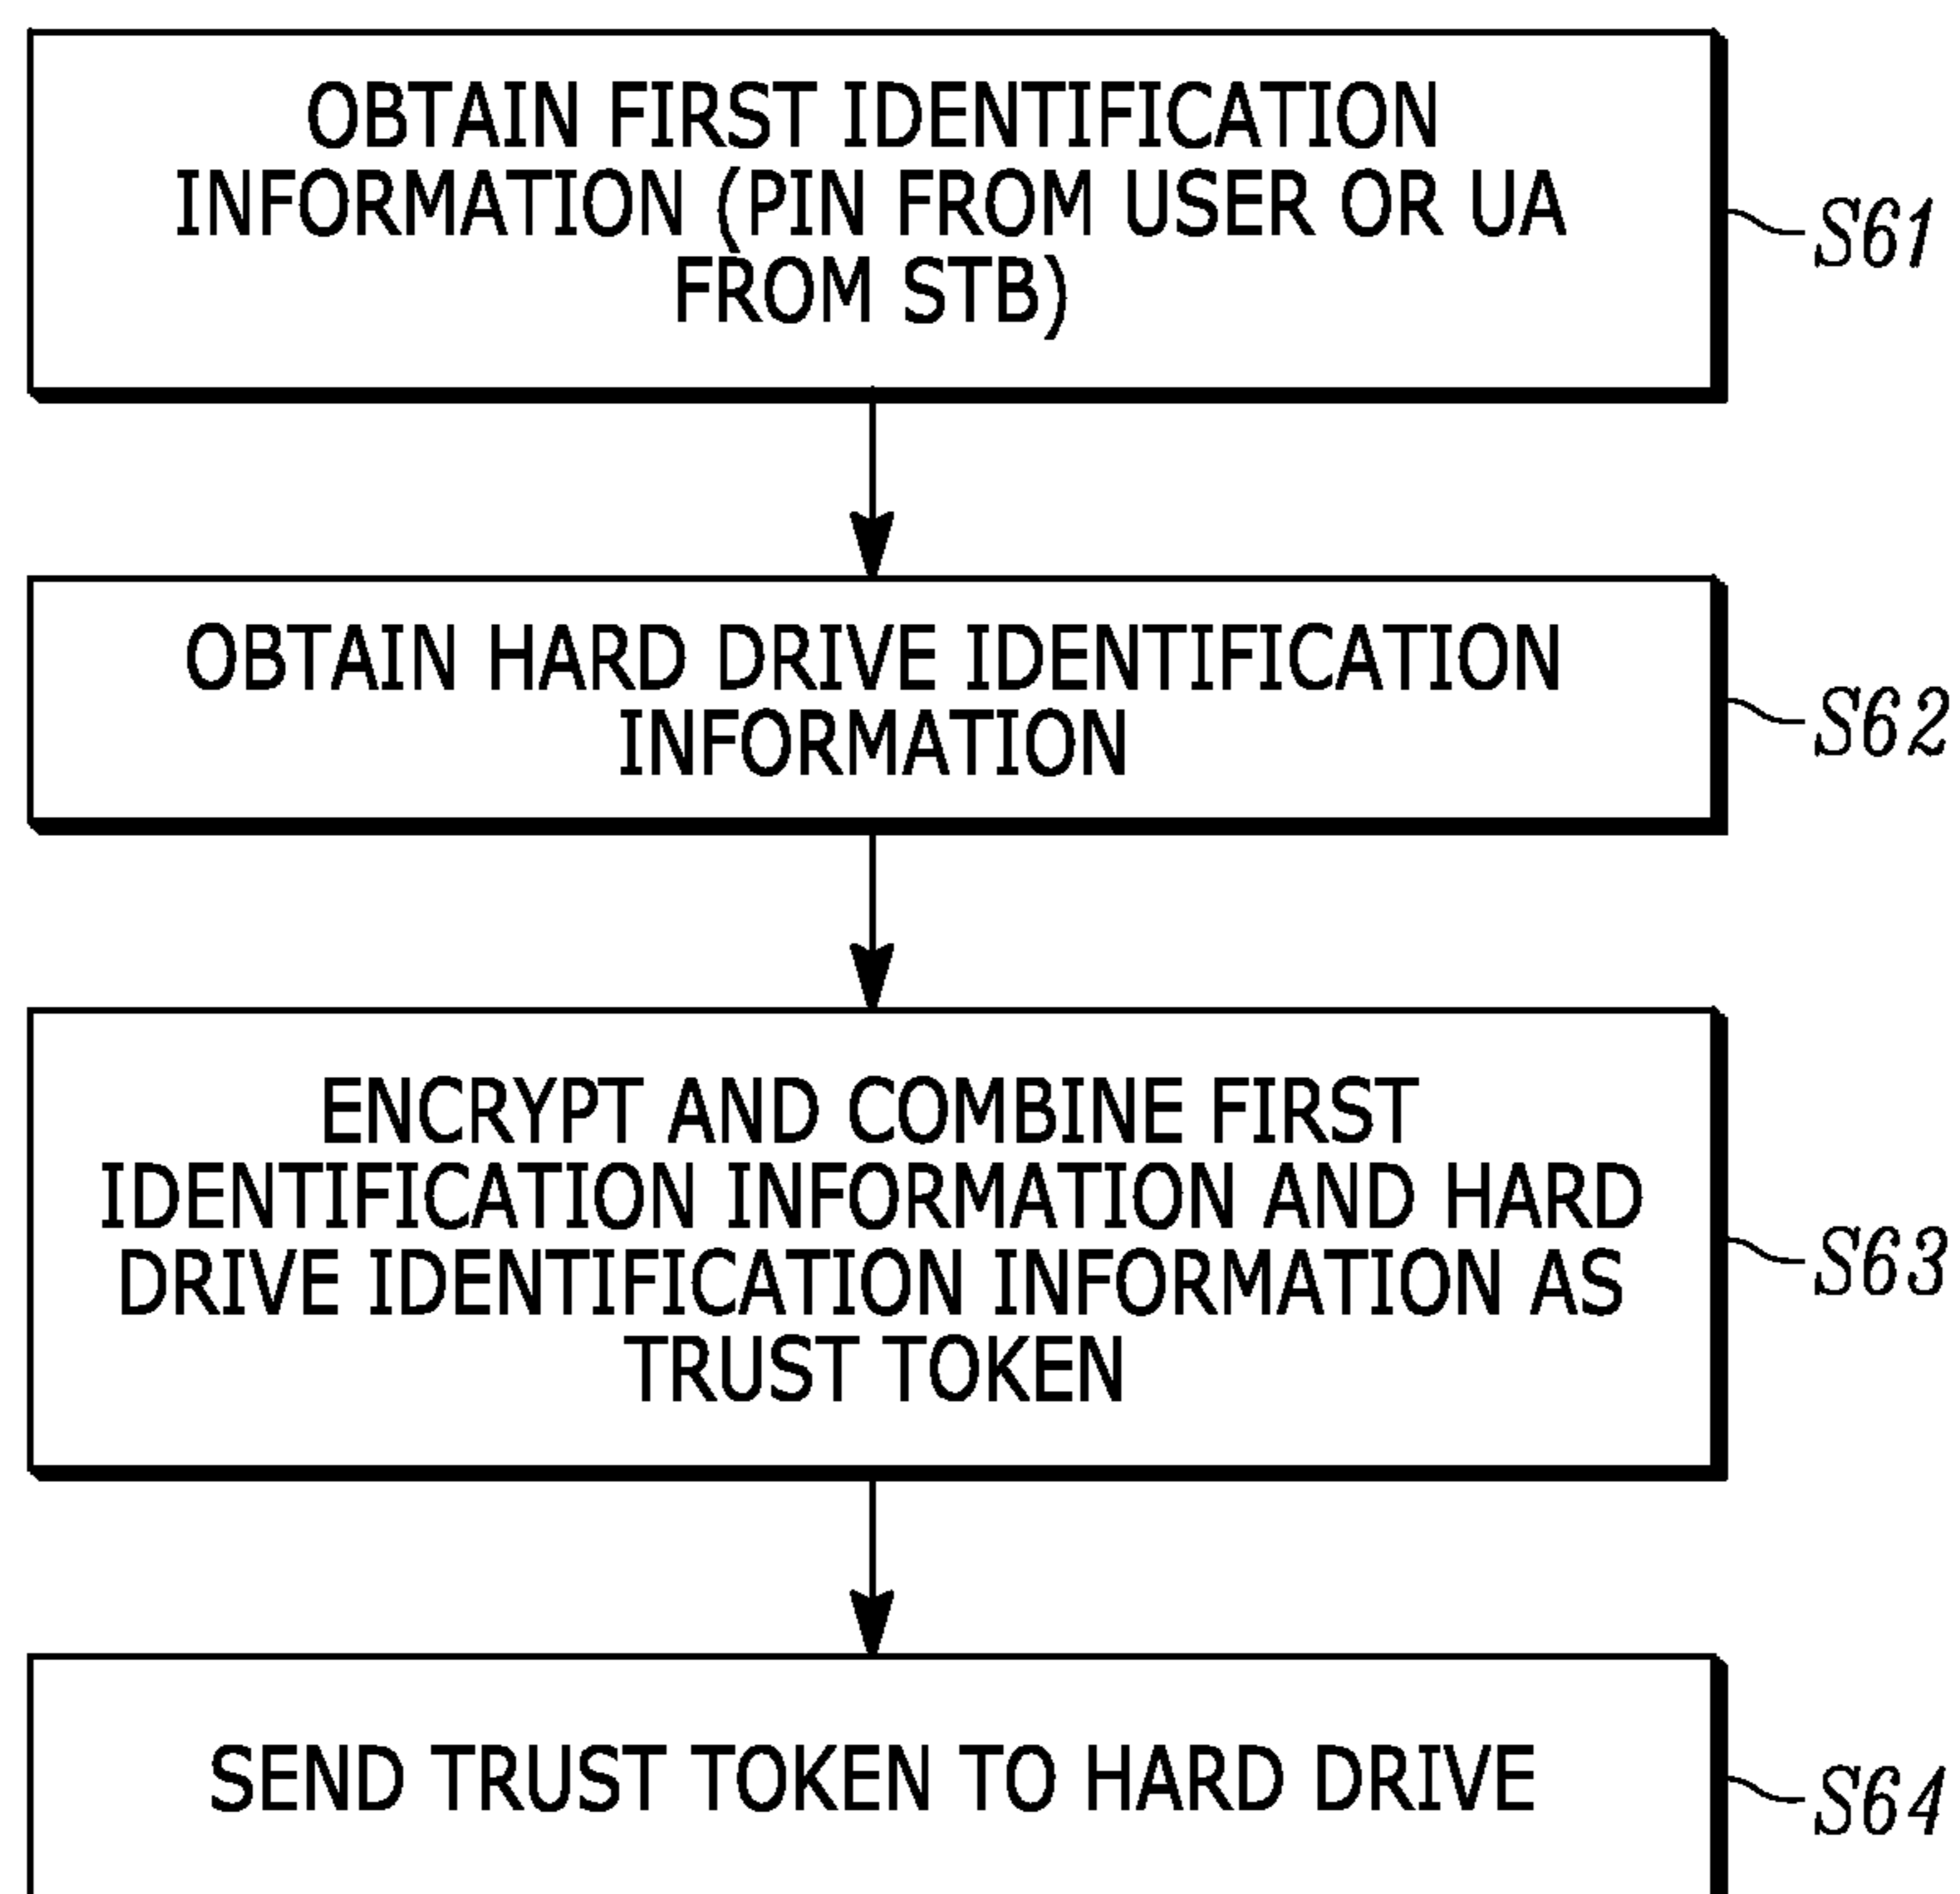 OBTAIN FIRST IDENTIFICATION
INFORMATION (PIN FROM USER OR UA
FROM STB)
S61
OBTAIN HARD DRIVE IDENTIFICATION
INFORMATION
S62
ENCRYPT AND COMBINE FIRST
IDENTIFICATION INFORMATION AND HARD
DRIVE IDENTIFICATION INFORMATION AS
TRUST TOKEN
S63
SEND TRUST TOKEN TO HARD DRIVE
S64